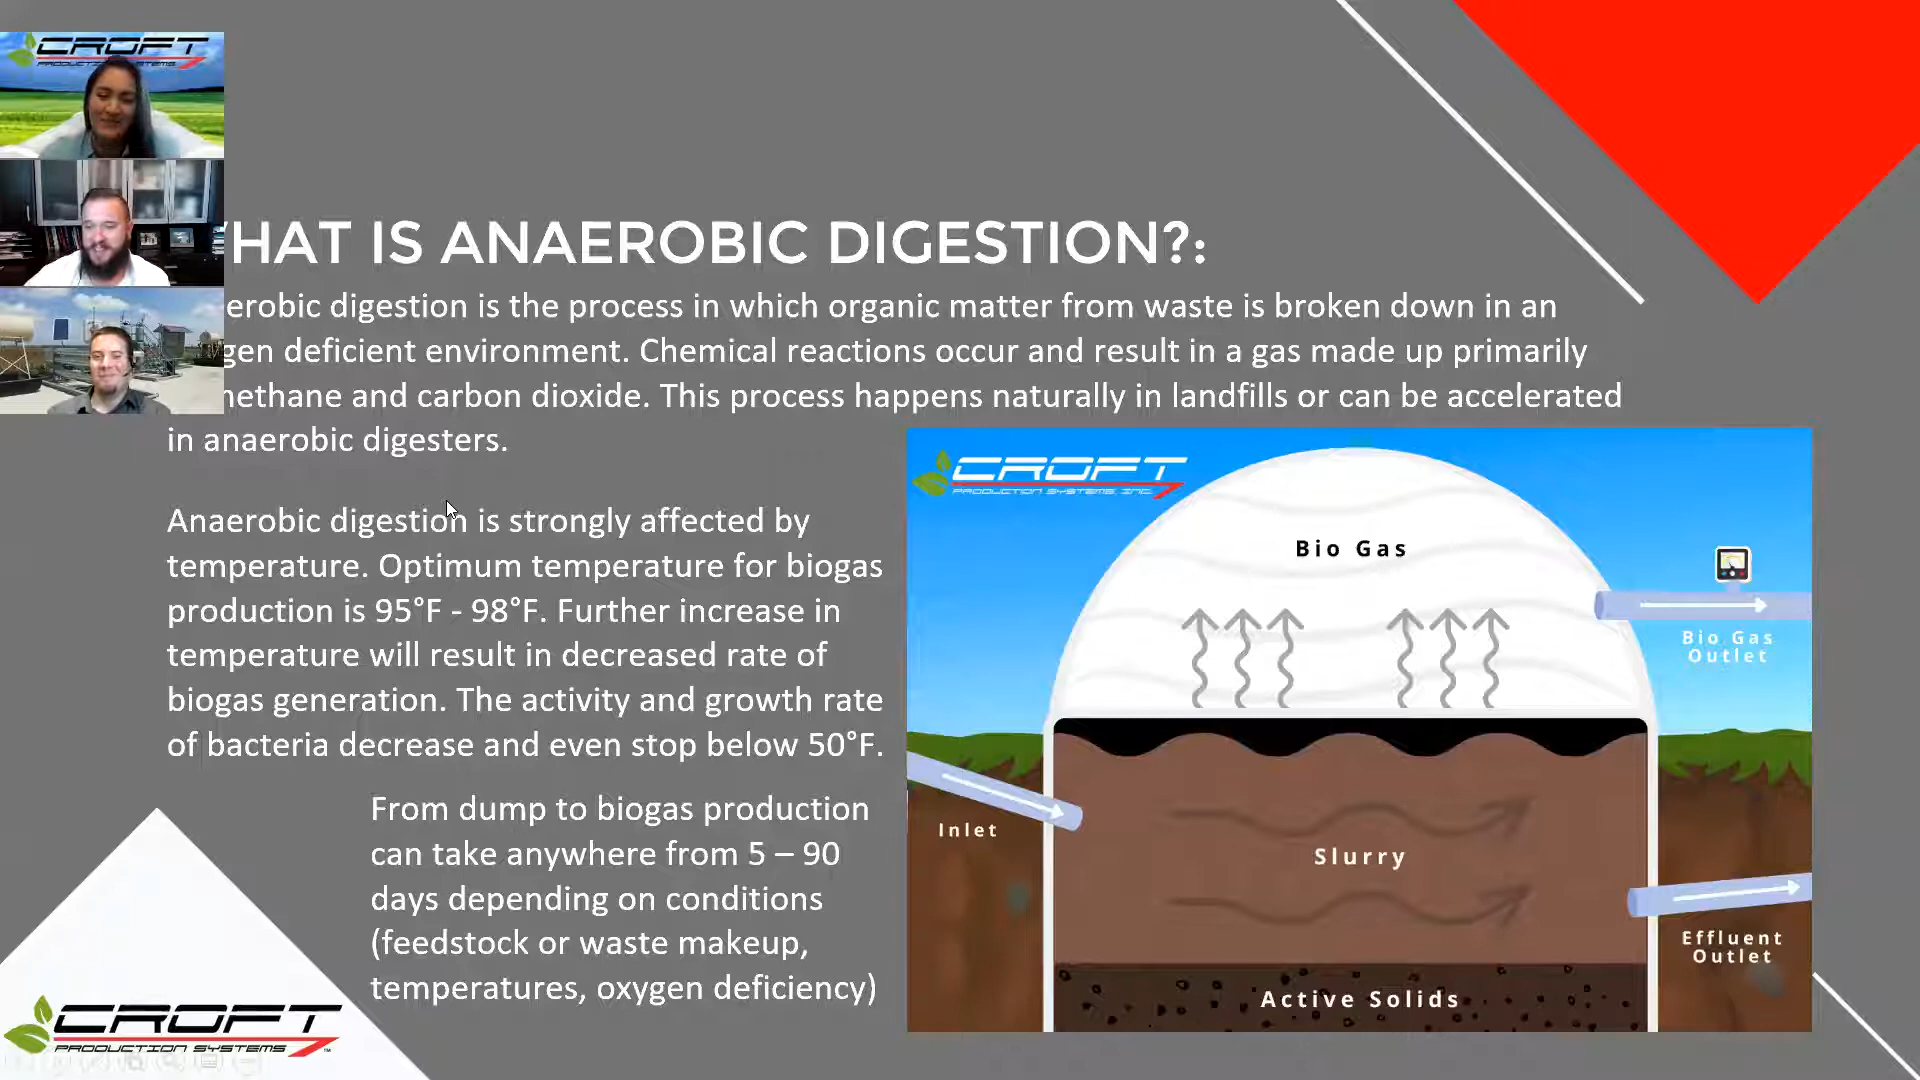 CROFT
PRODUCTION SYSTEMS
HAT IS ANAEROBIC DIGESTION?:
erobic digestion is the process in which organic matter from waste is broken down in an
gen deficient environment. Chemical reactions occur and result in a gas made up primarily
methane and carbon dioxide. This process happens naturally in landfills or can be accelerated
in anaerobic digesters.
Anaerobic digestion is strongly affected by
temperature. Optimum temperature for biogas
production is 95°F - 98°F. Further increase in
temperature will result in decreased rate of
biogas generation. The activity and growth rate
of bacteria decrease and even stop below 50°F.
From dump to biogas production
can take anywhere from 5 – 90
days depending on conditions
(feedstock or waste makeup,
temperatures, oxygen deficiency)
CROFT
PRODUCTION SYSTEMS, INC.
Bio Gas
Bio Gas
Outlet
Inlet
Slurry
Effluent
Outlet
Active Solids
CROFT
PRODUCTION SYSTEMS™